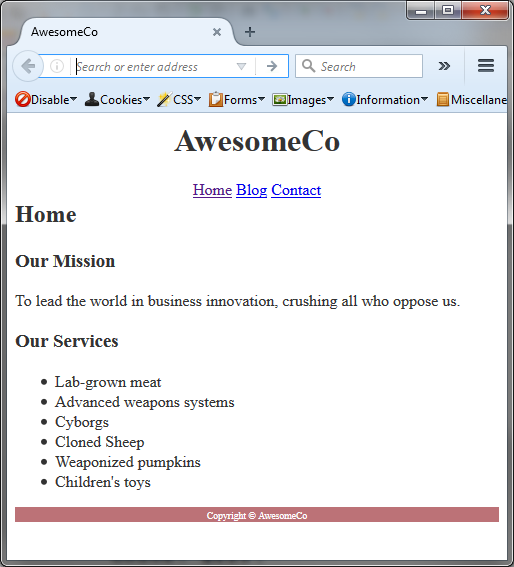 AwesomeCo
Search or enter address
Search
Disable Cookies CSS Forms Images Information Miscellane
AwesomeCo
Home Blog Contact
Home
Our Mission
To lead the world in business innovation, crushing all who oppose us.
Our Services
Lab-grown meat
Advanced weapons systems
Cyborgs
Cloned Sheep
Weaponized pumpkins
Children's toys
Copyright © AwesomeCo